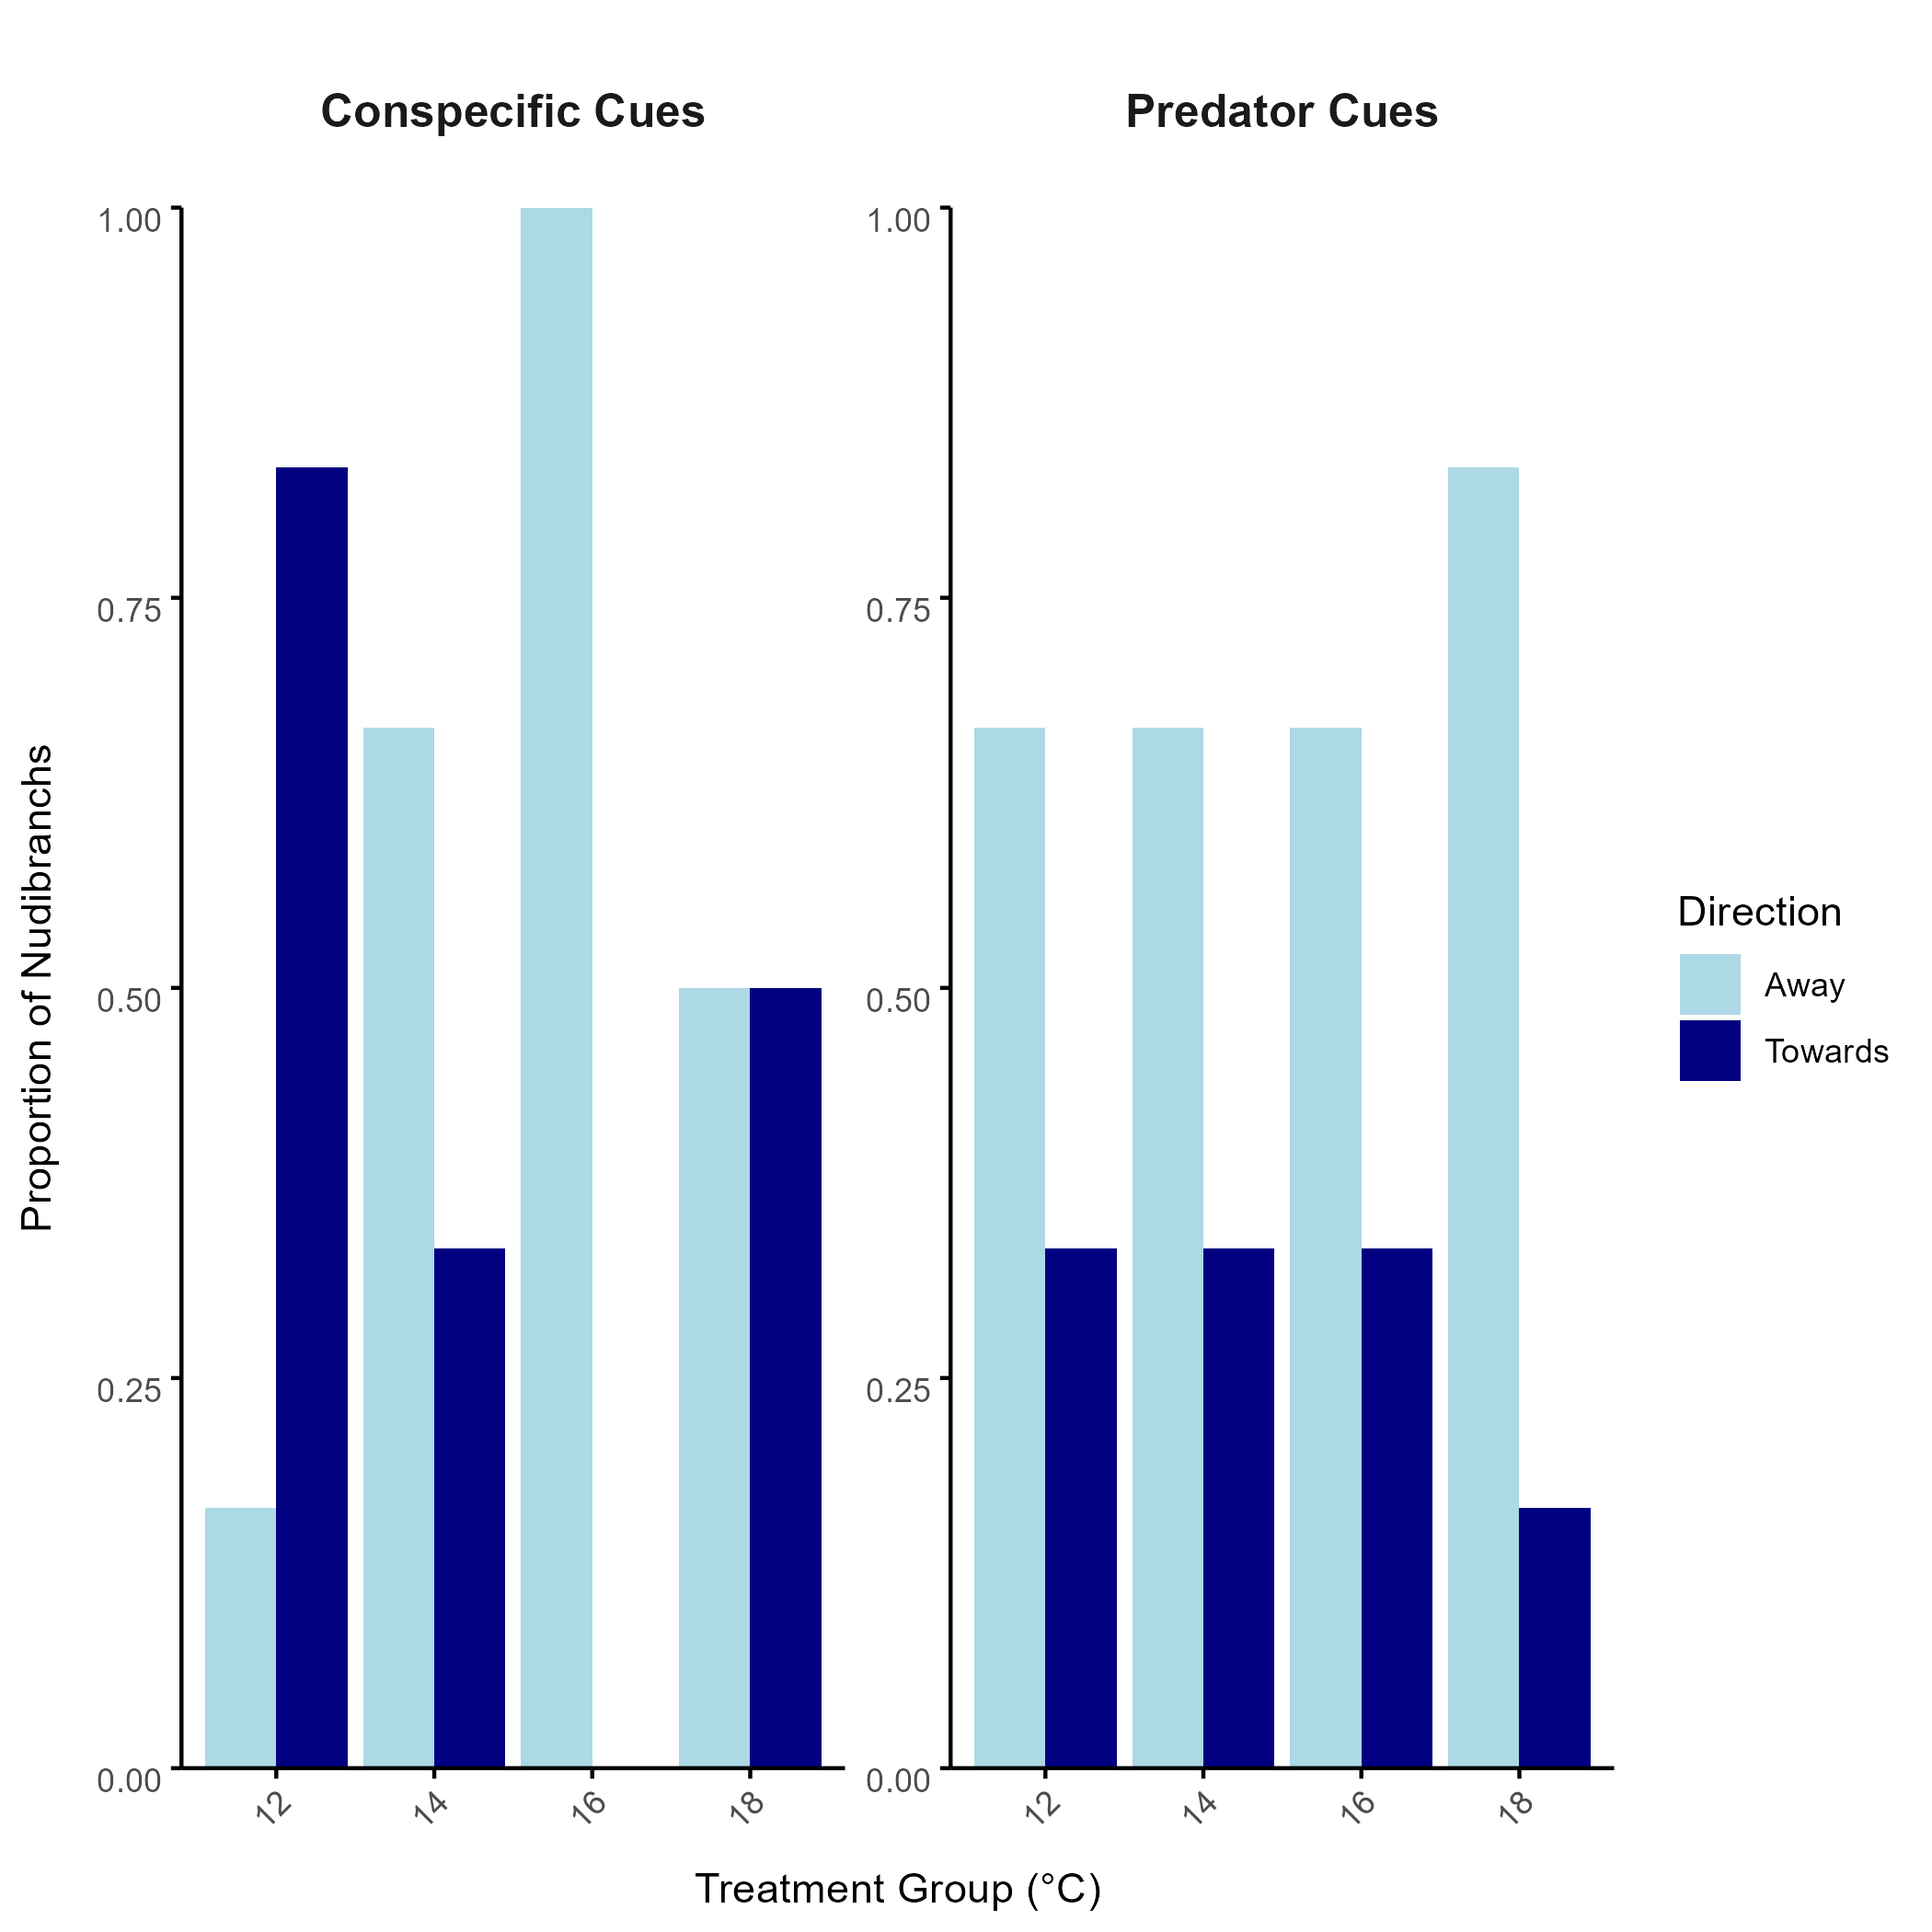 Conspecific Cues
Predator Cues
1.00
0.75
0.50
0.25
0.00
1.00
0.75
0.50
0.25
0.00
12
14
16
18
12
14
16
18
Proportion of Nudibranchs
Treatment Group (°C)
Direction
Away
Towards